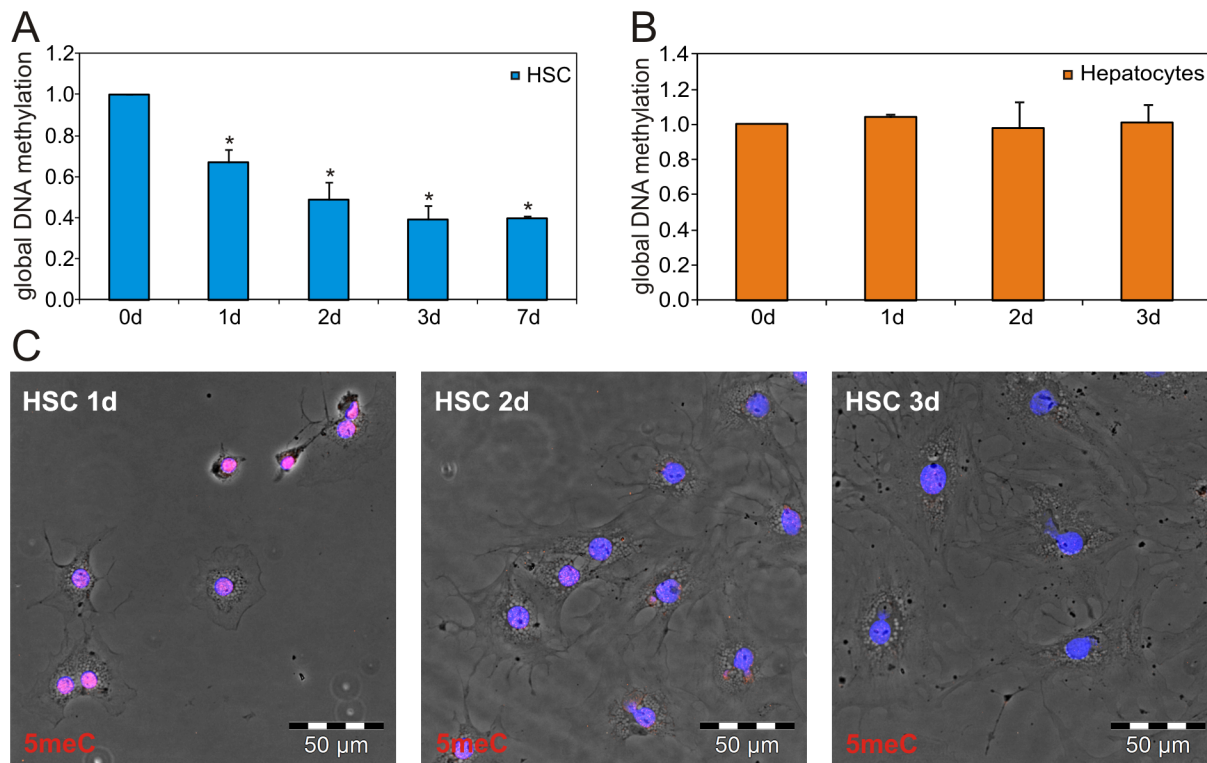 A
global DNA methylation
1.2
1.0
0.8
0.6
0.4
0.2
0.0
HSC
*
*
*
*
0d 1d 2d 3d 7d
B
global DNA methylation
1.4
1.2
1.0
0.8
0.6
0.4
0.2
0.0
Hepatocytes
0d 1d 2d 3d
C
HSC 1d
5meC
50 µm
HSC 2d
5meC
50 µm
HSC 3d
5meC
50 µm